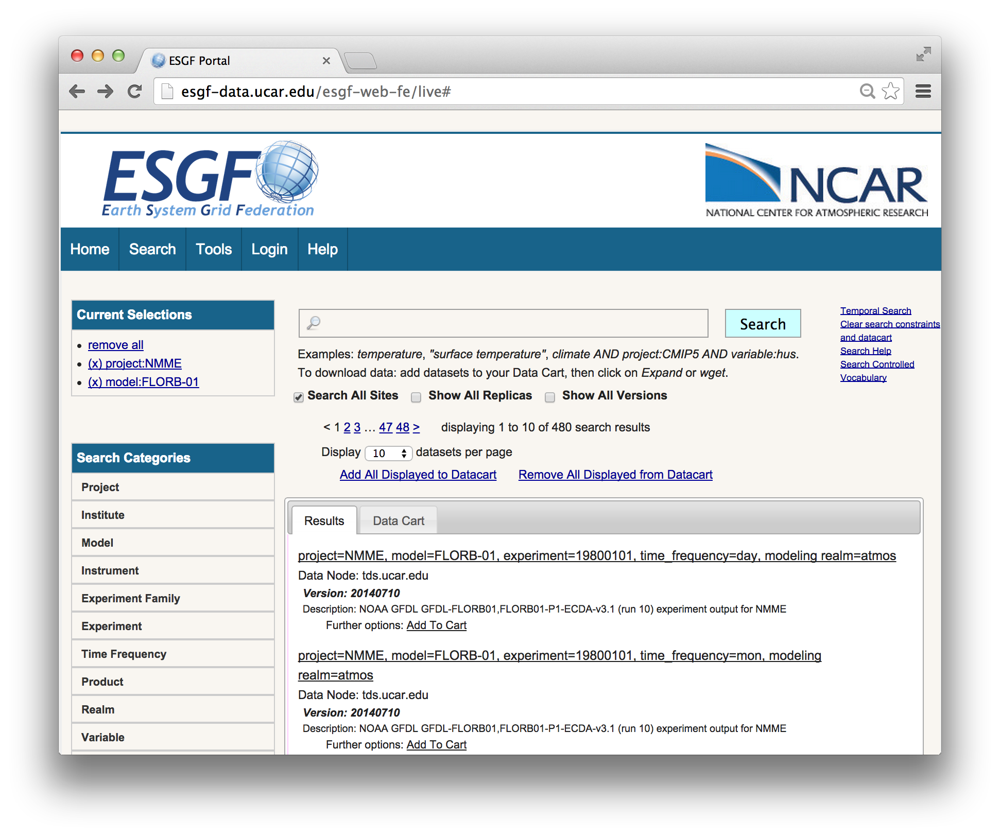 ESGF Portal
esgf-data.ucar.edu/esgf-web-fe/live#
ESGF
Earth System Grid Federation
NCAR
NATIONAL CENTER FOR ATMOSPHERIC RESEARCH
Home Search Tools Login Help
Current Selections
remove all
(x) project:NMME
(x) model:FLORB-01
Search Categories
Project
Institute
Model
Instrument
Experiment Family
Experiment
Time Frequency
Product
Realm
Variable
Search
Examples: temperature, "surface temperature", climate AND project:CMIP5 AND variable:hus.
To download data: add datasets to your Data Cart, then click on Expand or wget.
Search All Sites Show All Replicas Show All Versions
< 1 2 3 ... 47 48 > displaying 1 to 10 of 480 search results
Display 10 datasets per page
Add All Displayed to Datacart Remove All Displayed from Datacart
Temporal Search
Clear search constraints
and datacart
Search Help
Search Controlled
Vocabulary
Results Data Cart
project=NMME, model=FLORB-01, experiment=19800101, time_frequency=day, modeling realm=atmos
Data Node: tds.ucar.edu
Version: 20140710
Description: NOAA GFDL GFDL-FLORB01,FLORB01-P1-ECDA-v3.1 (run 10) experiment output for NMME
Further options: Add To Cart
project=NMME, model=FLORB-01, experiment=19800101, time_frequency=mon, modeling
realm=atmos
Data Node: tds.ucar.edu
Version: 20140710
Description: NOAA GFDL GFDL-FLORB01,FLORB01-P1-ECDA-v3.1 (run 10) experiment output for NMME
Further options: Add To Cart